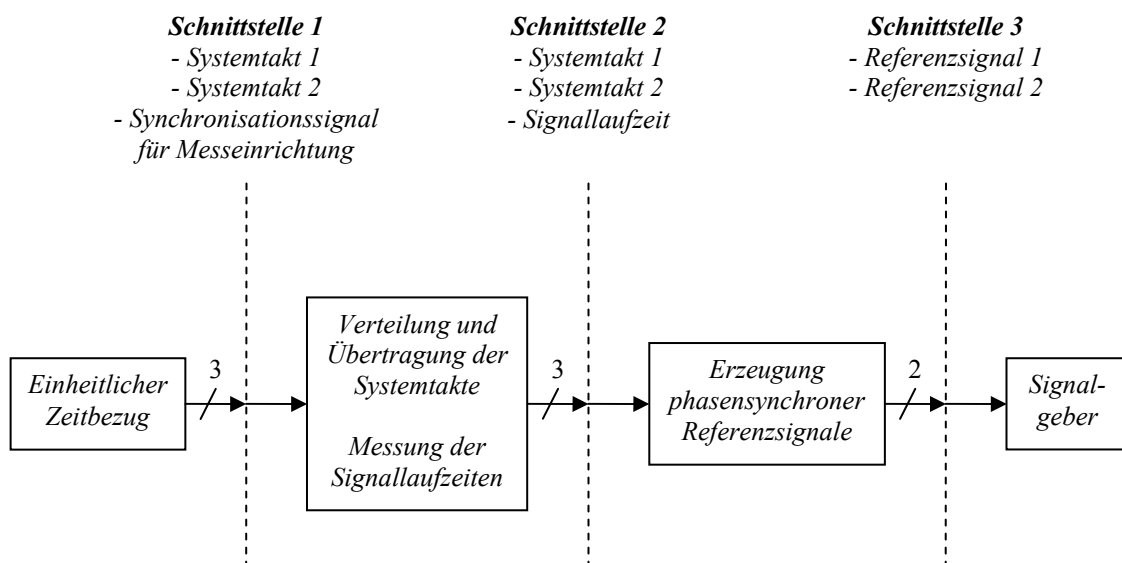 Schnittstelle 1
- Systemtakt 1
- Systemtakt 2
- Synchronisationssignal
für Messeinrichtung
Schnittstelle 2
- Systemtakt 1
- Systemtakt 2
- Signallaufzeit
Schnittstelle 3
- Referenzsignal 1
- Referenzsignal 2
Einheitlicher
Zeitbezug
3
Verteilung und
Übertragung der
Systemtakte
Messung der
Signallaufzeiten
3
Erzeugung
phasensynchroner
Referenzsignale
2
Signal-
geber